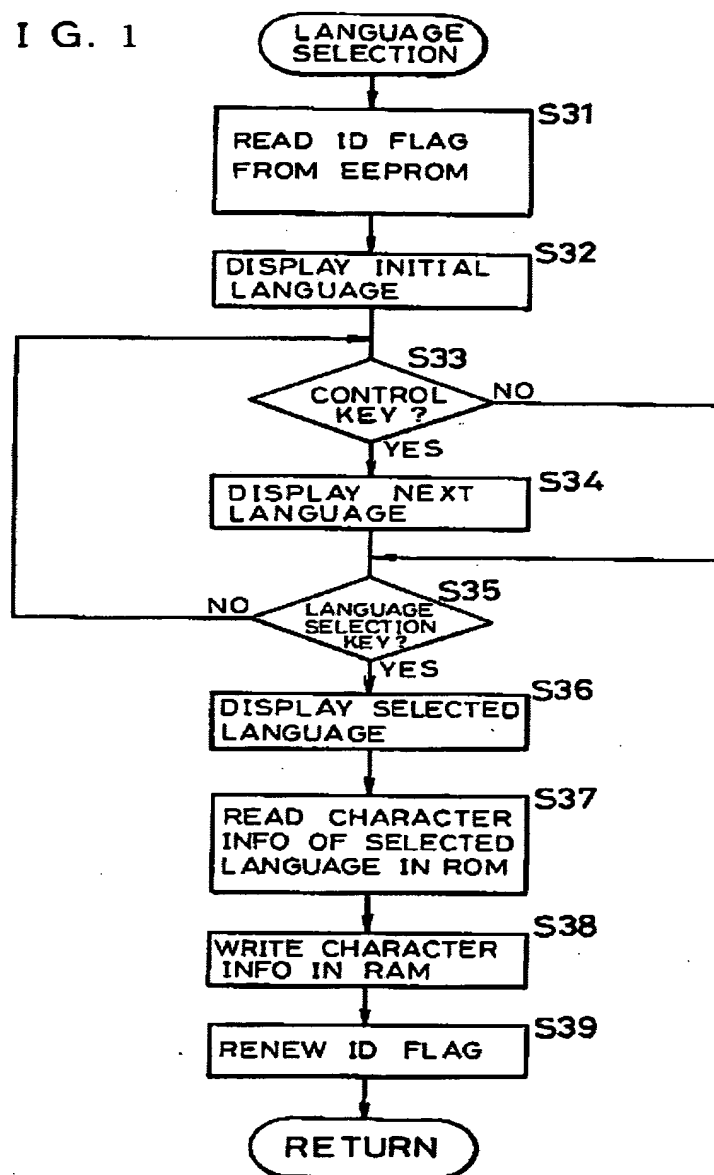 I G. 1
LANGUAGE
SELECTION
S31
READ ID FLAG
FROM EEPROM
S32
DISPLAY INITIAL
LANGUAGE
S33
CONTROL
KEY?
NO
YES
S34
DISPLAY NEXT
LANGUAGE
S35
NO
LANGUAGE
SELECTION
KEY?
YES
S36
DISPLAY SELECTED
LANGUAGE
S37
READ CHARACTER
INFO OF SELECTED
LANGUAGE IN ROM
S38
WRITE CHARACTER
INFO IN RAM
S39
RENEW ID FLAG
RETURN